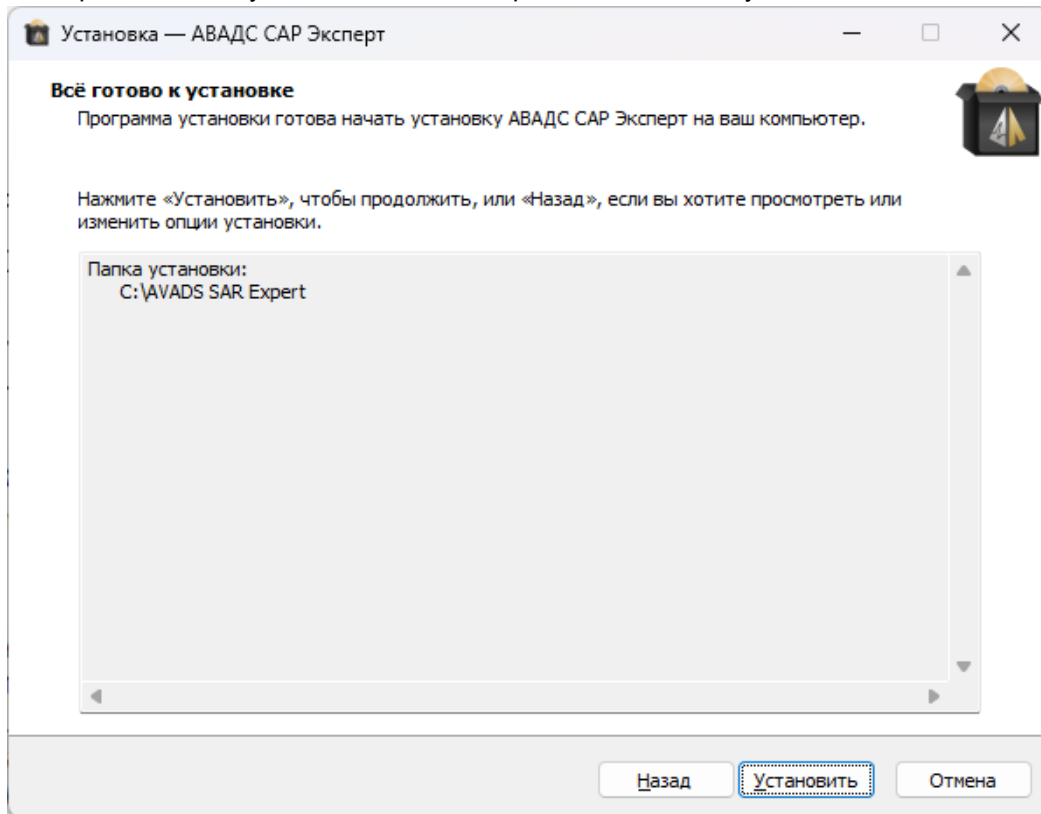 Установка — АВАДС САР Эксперт
Всё готово к установке
Программа установки готова начать установку АВАДС САР Эксперт на ваш компьютер.
Нажмите «Установить», чтобы продолжить, или «Назад», если вы хотите просмотреть или
изменить опции установки.
Папка установки:
C:\AVADS SAR Expert
Назад
Установить
Отмена